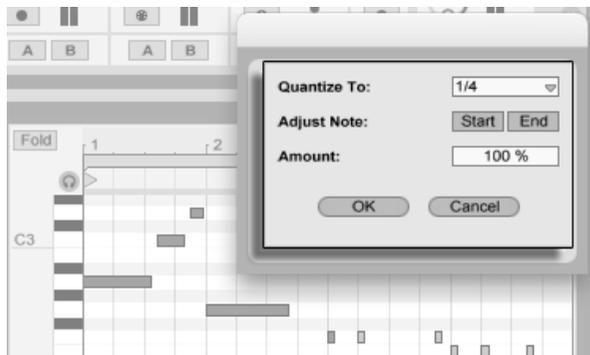 A B A B
Quantize To: 1/4
Adjust Note: Start End
Amount: 100 %
OK Cancel
Fold 1 2
C3